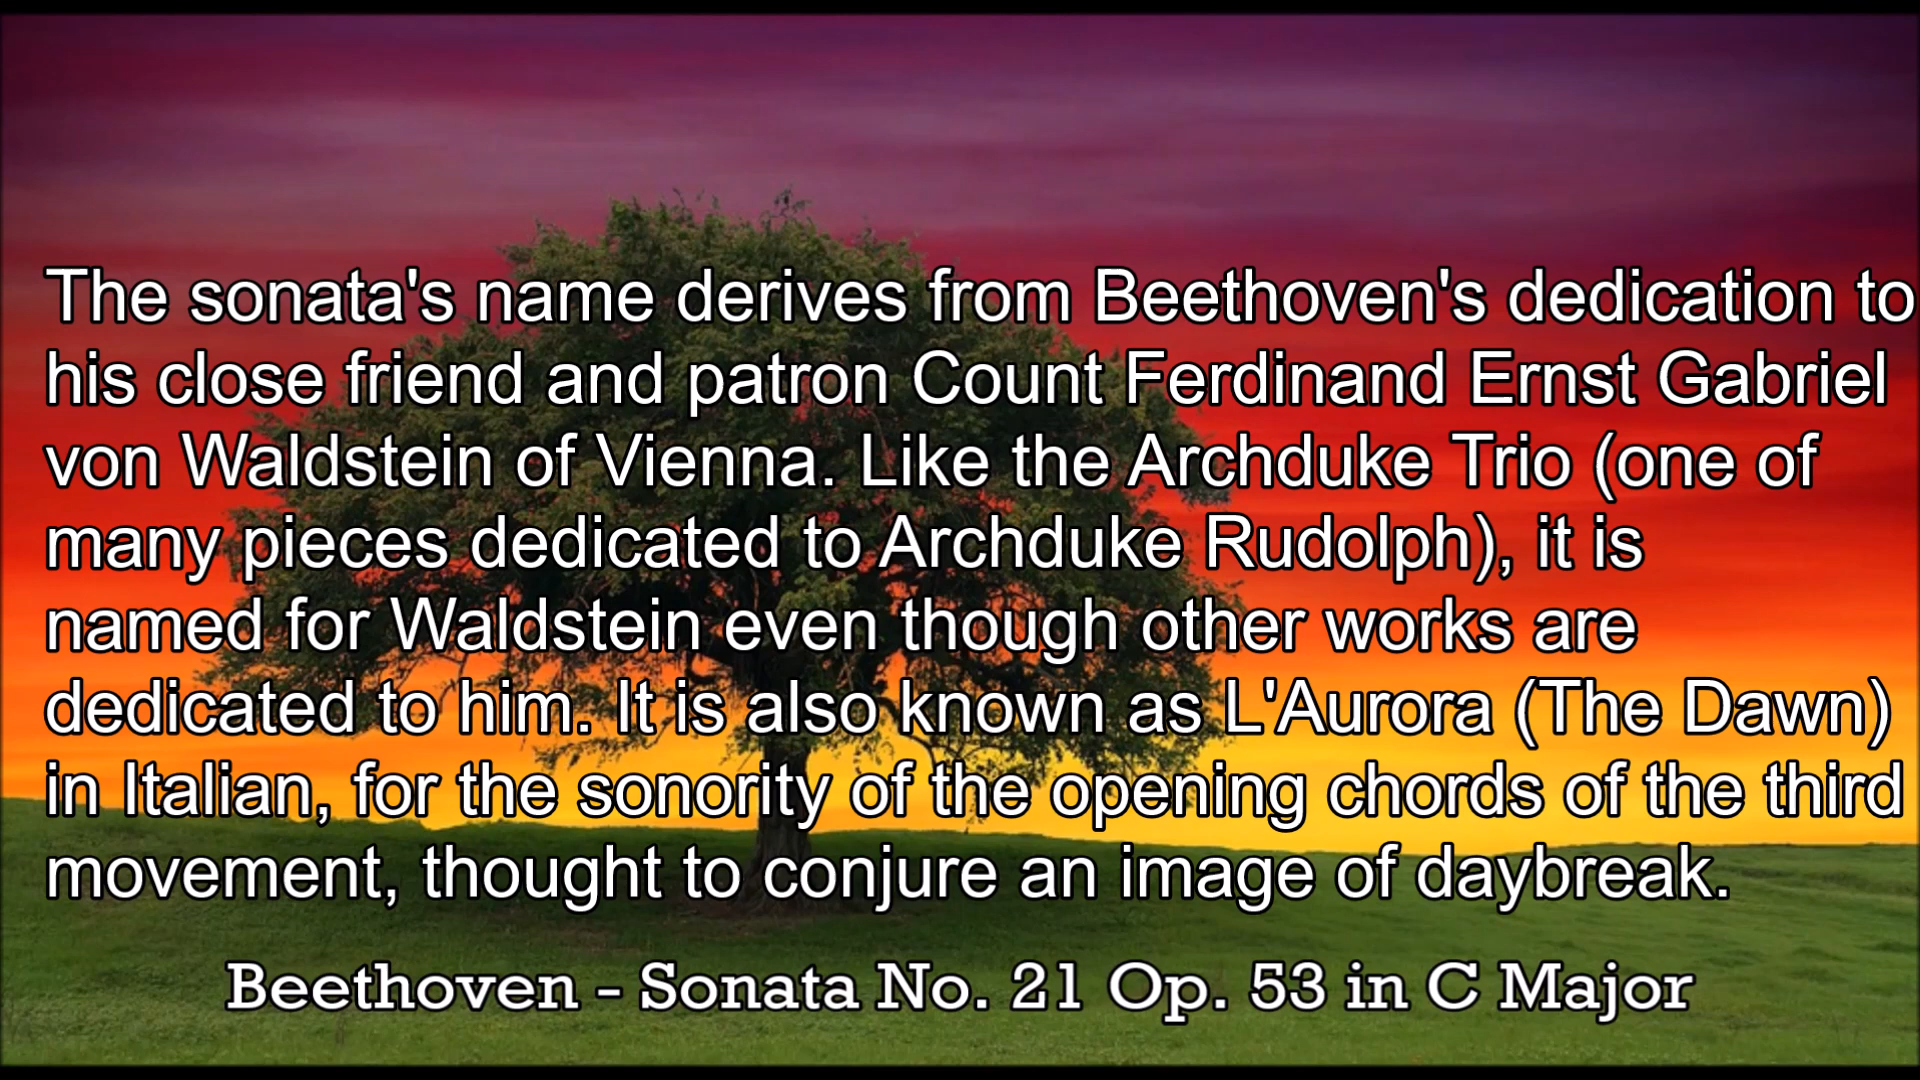 The sonata's name derives from Beethoven's dedication to
his close friend and patron Count Ferdinand Ernst Gabriel
von Waldstein of Vienna. Like the Archduke Trio (one of
many pieces dedicated to Archduke Rudolph), it is
named for Waldstein even though other works are
dedicated to him. It is also known as L'Aurora (The Dawn)
in Italian, for the sonority of the opening chords of the third
movement, thought to conjure an image of daybreak.
Beethoven - Sonata No. 21 Op. 53 in C Major